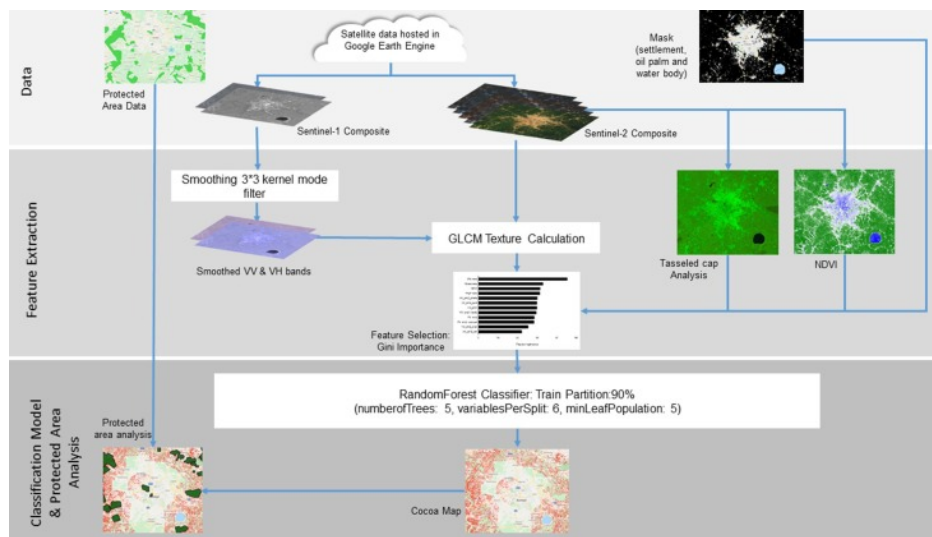 Data
Satellite data hosted in
Google Earth Engine
Mask
(settlement,
oil palm and
water body)
Protected
Area Data
Sentinel-1 Composite
Sentinel-2 Composite
Feature Extraction
Smoothing 3*3 kernel mode
filter
Smoothed VV & VH bands
GLCM Texture Calculation
Tasseled cap
Analysis
NDVI
Feature Selection:
Gini Importance
Classification Model
& Protected Area
Analysis
RandomForest Classifier: Train Partition:90%
(numberofTrees: 5, variablesPerSplit: 6, minLeafPopulation: 5)
Protected
area analysis
Cocoa Map